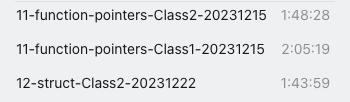 11-function-pointers-Class2-20231215 1:48:28
11-function-pointers-Class1-20231215 2:05:19
12-struct-Class2-20231222 1:43:59